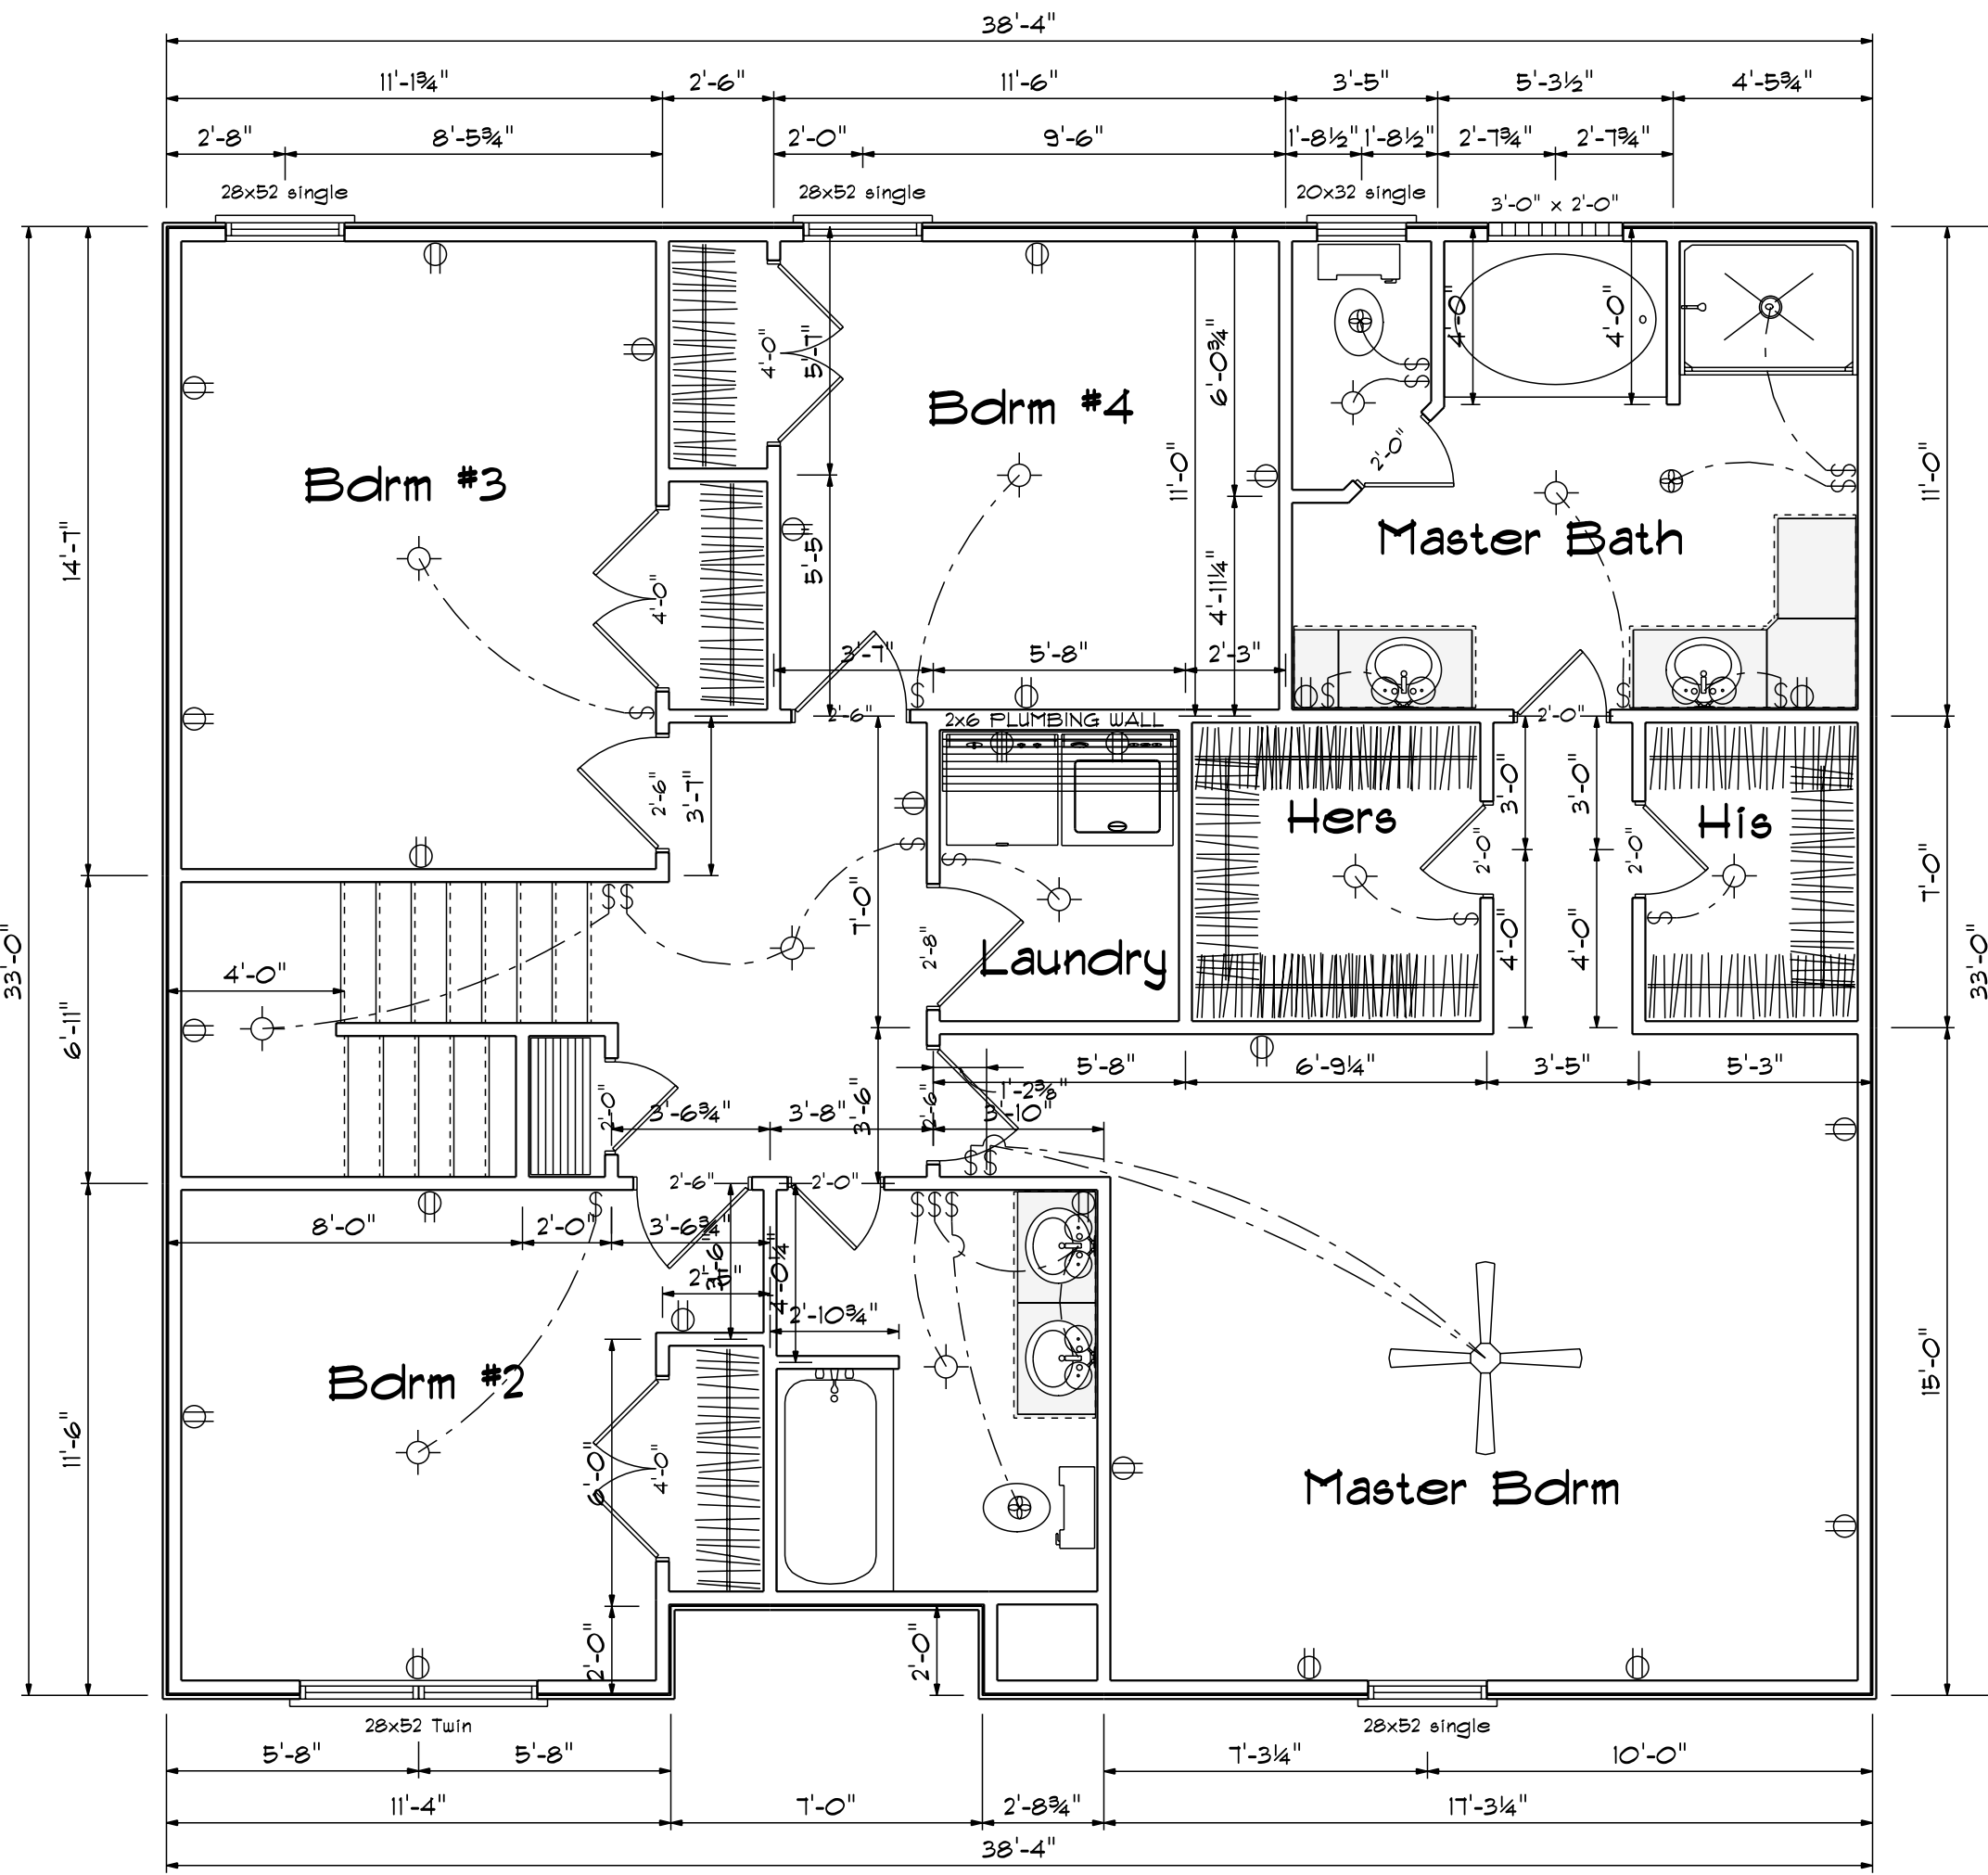 38'-4"
11'-1¾" 2'-6" 11'-6" 3'-5" 5'-3½" 4'-5¾"
2'-8" 8'-5¾" 2'-0" 9'-6" 1'-8½" 1'-8½" 2'-7¾" 2'-7¾"
28x52 single 28x52 single 20x32 single 3'-0" x 2'-0"
4'-0" 5'-7" 6'-0¾" 4'-0" 4'-0"
Bdrm #4
2'-0"
11'-0" 11'-0"
Bdrm #3
14'-7"
Master Bath
5'-5" 4'-11¼"
4'-0"
3'-7" 5'-8" 2'-3"
2'-6" 2x6 PLUMBING WALL 2'-0"
2'-6" 3'-7" 3'-0" 3'-0"
Hers His
2'-0" 2'-0"
7'-0" 7'-0"
2'-8" 4'-0" 4'-0"
Laundry
33'-0" 33'-0"
4'-0"
6'-11"
5'-8" 6'-9¼" 3'-5" 5'-3"
1'-2⅜"
2'-0" 3'-6¾" 3'-8" 3'-6" 2'-6" 3'-10"
2'-6" 2'-0"
8'-0" 2'-0" 3'-6¾"
3'-6" 4'-0¼"
2'-10¾"
Bdrm #2
15'-0"
11'-6"
6'-0" 4'-0"
Master Bdrm
2'-0" 2'-0"
28x52 Twin 28x52 single
5'-8" 5'-8" 7'-3¼" 10'-0"
11'-4" 7'-0" 2'-8¾" 17'-3¼"
38'-4"